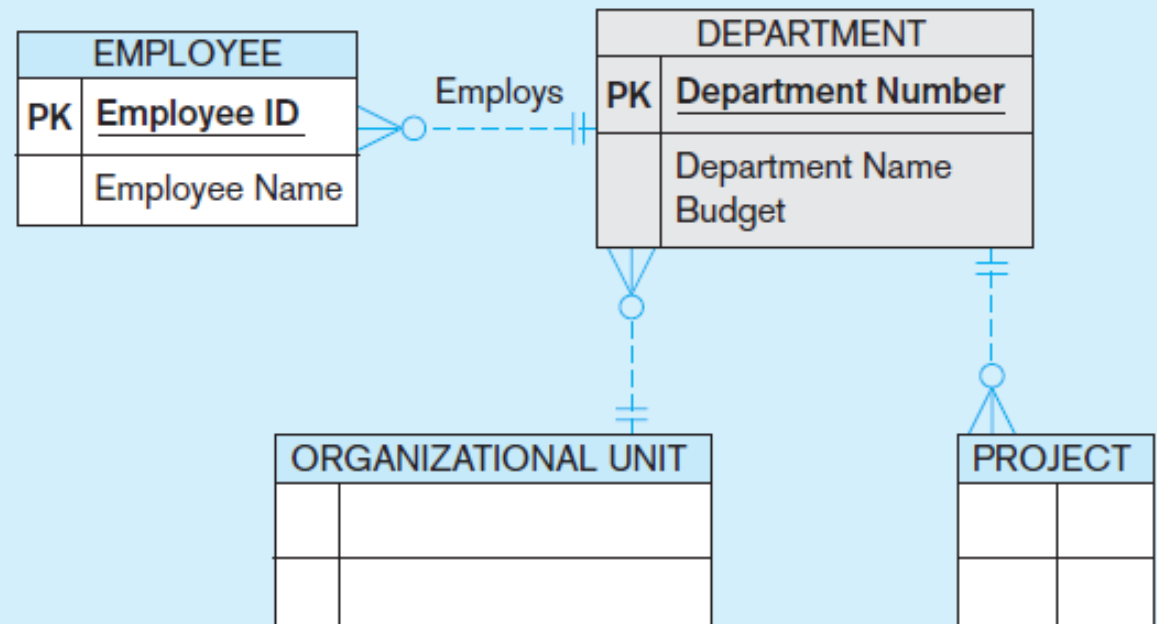 EMPLOYEE
PK Employee ID
Employee Name
Employs
DEPARTMENT
PK Department Number
Department Name
Budget
ORGANIZATIONAL UNIT
PROJECT